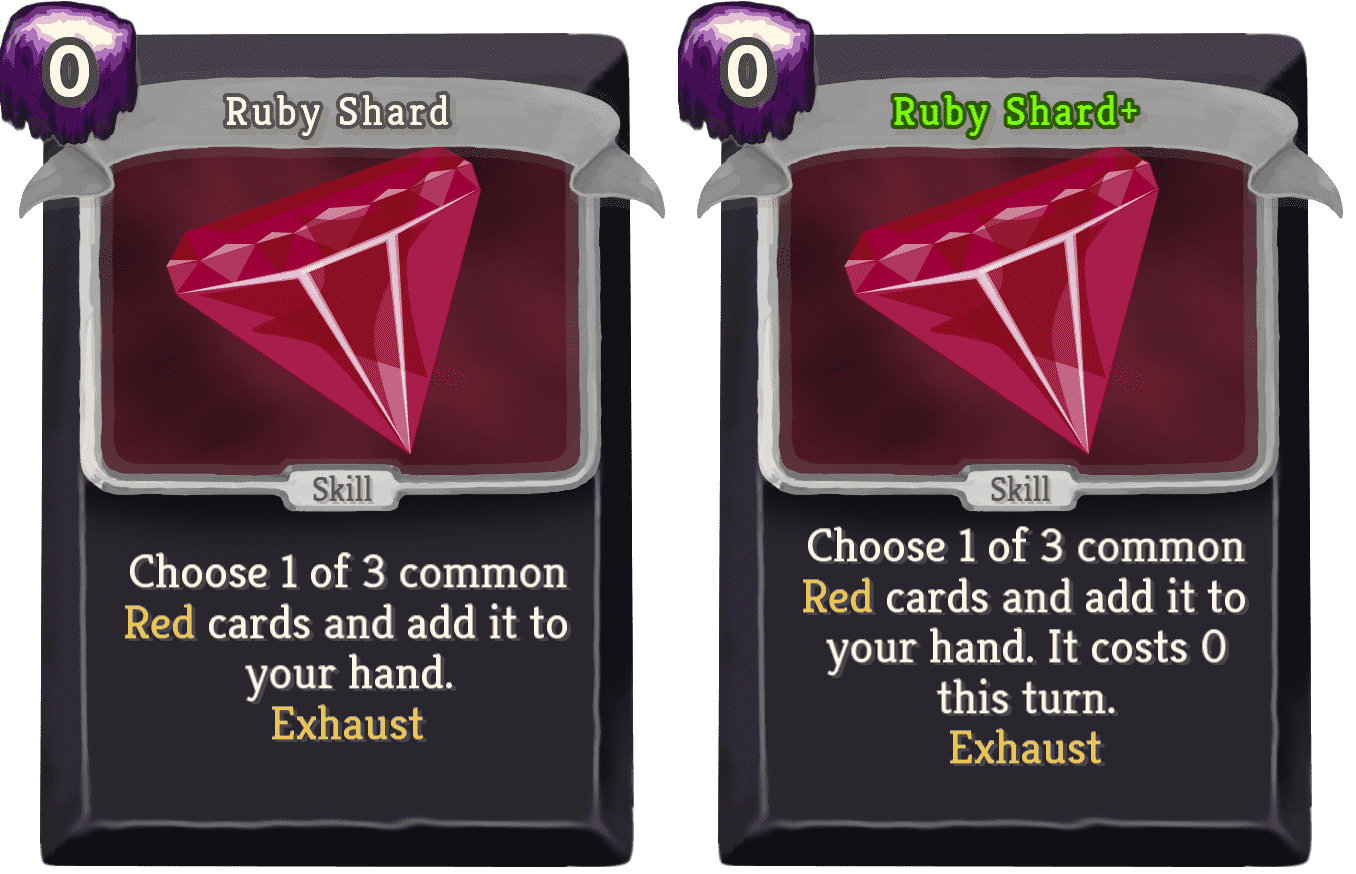 0
Ruby Shard
Skill
Choose 1 of 3 common
Red cards and add it to
your hand.
Exhaust
0
Ruby Shard+
Skill
Choose 1 of 3 common
Red cards and add it to
your hand. It costs 0
this turn.
Exhaust